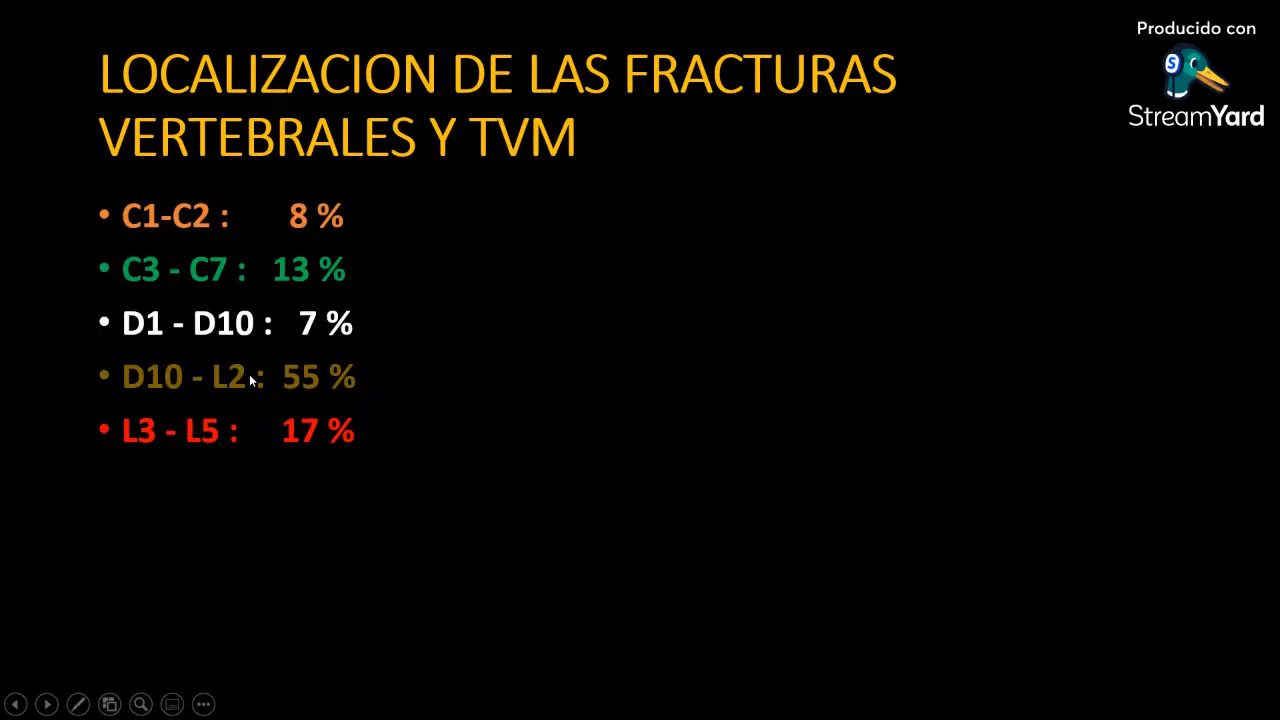 Producido con
StreamYard
LOCALIZACION DE LAS FRACTURAS
VERTEBRALES Y TVM
• C1-C2 : 8 %
• C3 - C7 : 13 %
• D1 - D10 : 7 %
• D10 - L2 : 55 %
• L3 - L5 : 17 %